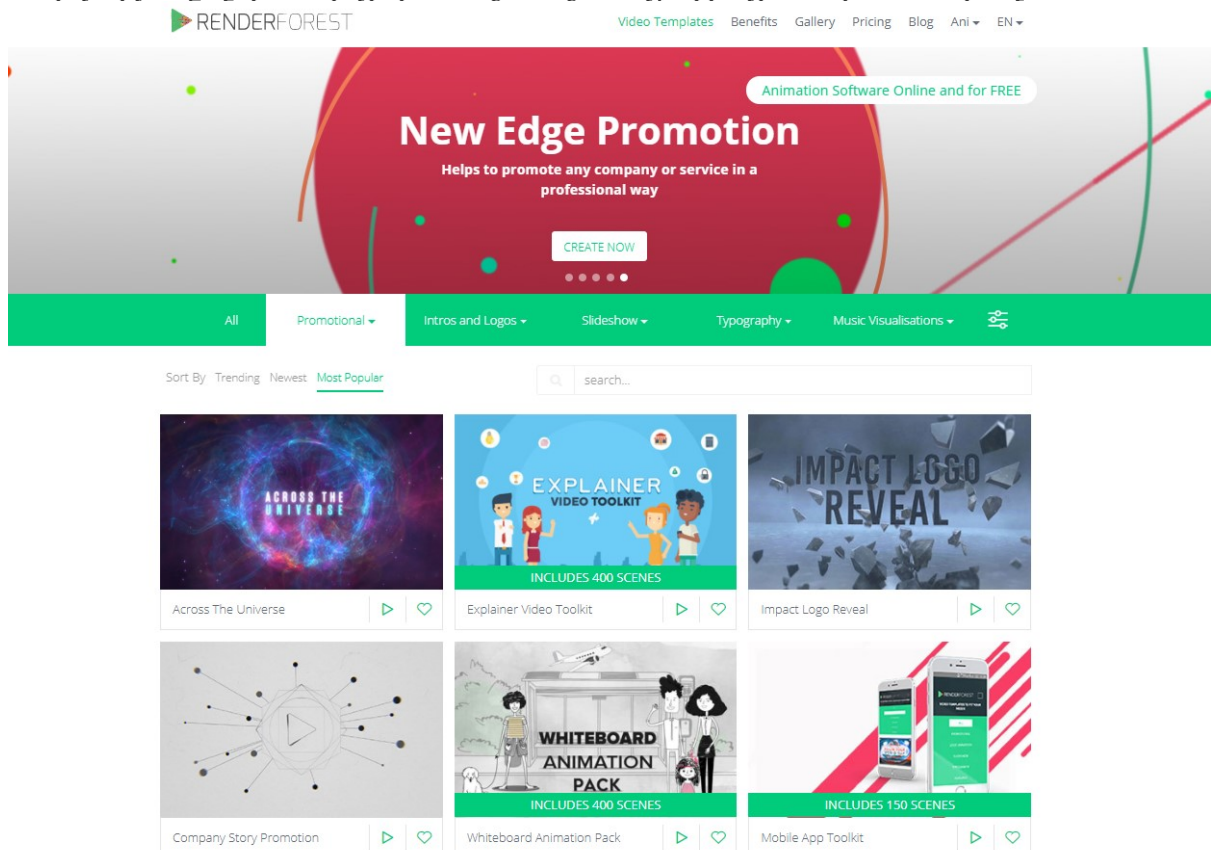 RENDERFOREST
Video Templates Benefits Gallery Pricing Blog Ani EN
Animation Software Online and for FREE
New Edge Promotion
Helps to promote any company or service in a
professional way
CREATE NOW
All Promotional Intros and Logos Slideshow Typography Music Visualisations
Sort By Trending Newest Most Popular
search...
ACROSS THE
UNIVERSE
EXPLAINER
VIDEO TOOLKIT
INCLUDES 400 SCENES
IMPACT LOGO
REVEAL
Across The Universe
Explainer Video Toolkit
Impact Logo Reveal
WHITEBOARD
ANIMATION
PACK
INCLUDES 400 SCENES
RENDERFOREST
INCLUDES 150 SCENES
Company Story Promotion
Whiteboard Animation Pack
Mobile App Toolkit